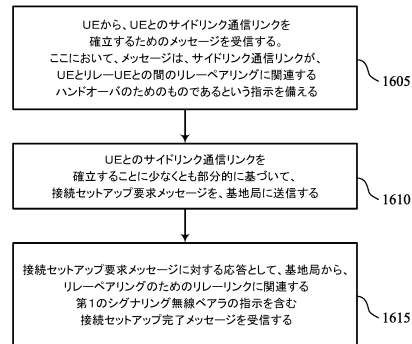 UEから、UEとのサイドリンク通信リンクを
確立するためのメッセージを受信する。
ここにおいて、メッセージは、サイドリンク通信リンクが、
UEとリレーUEとの間のリレーペアリングに関連する
ハンドオーバのためのものであるという指示を備える
1605
UEとのサイドリンク通信リンクを
確立することに少なくとも部分的に基づいて、
接続セットアップ要求メッセージを、基地局に送信する
1610
接続セットアップ要求メッセージに対する応答として、基地局から、
リレーペアリングのためのリレーリンクに関連する
第1のシグナリング無線ベアラの指示を含む
接続セットアップ完了メッセージを受信する
1615